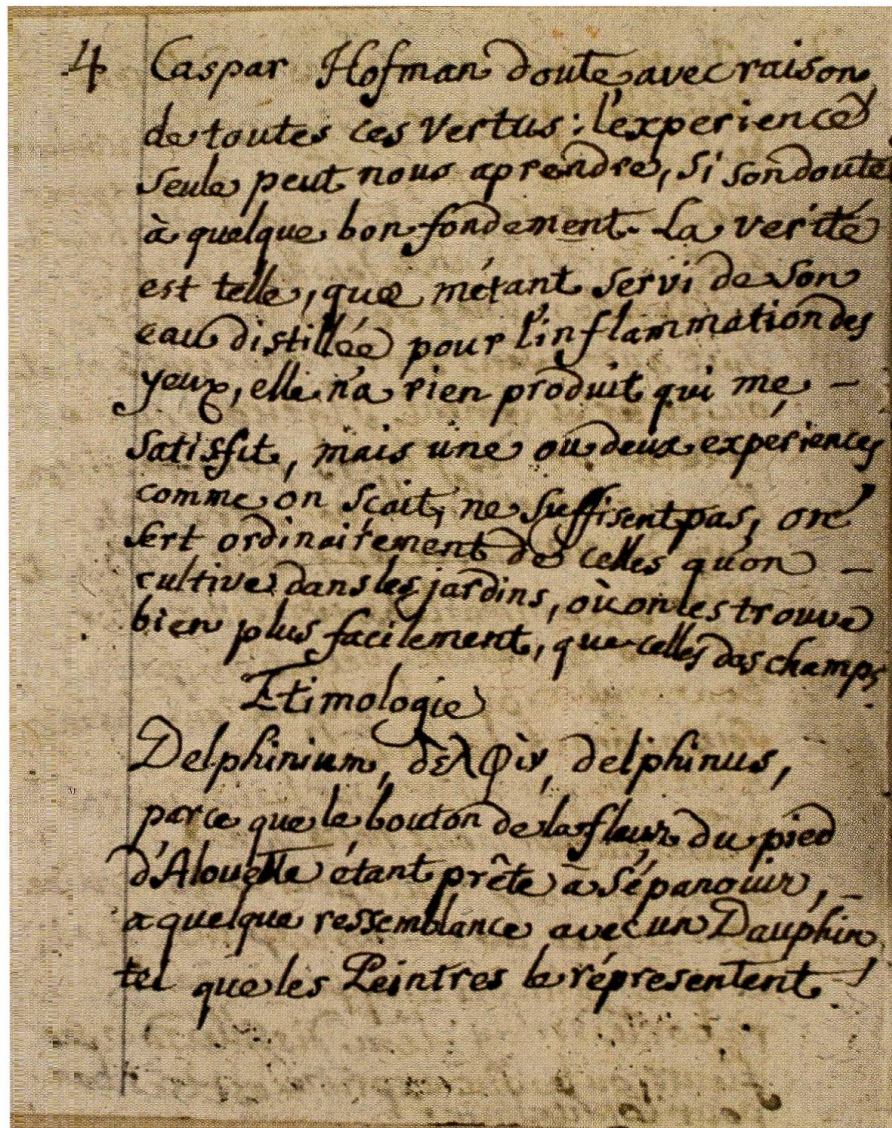 4 Caspar Hofman doute avec raison
de toutes ces vertus : l'experience
seule peut nous aprendre, si son doute
à quelque bon fondement. La verité
est telle, que m'étant servi de son
eau distillée pour l'inflammation des
yeux, elle n'a rien produit qui me -
satisfit, mais une ou deux experiences
comme on scait, ne suffisent pas, on
sert ordinairement de celles qu'on -
cultive dans les jardins, où on les trouve
bien plus facilement, que celles des champs
Etimologie
Delphinium, δελφὶν, delphinus,
parce que le bouton de la fleur du pied
d'Alouette étant prête à s'épanouir, -
a quelque ressemblance avec un Dauphin
tel que les Peintres le répresentent !